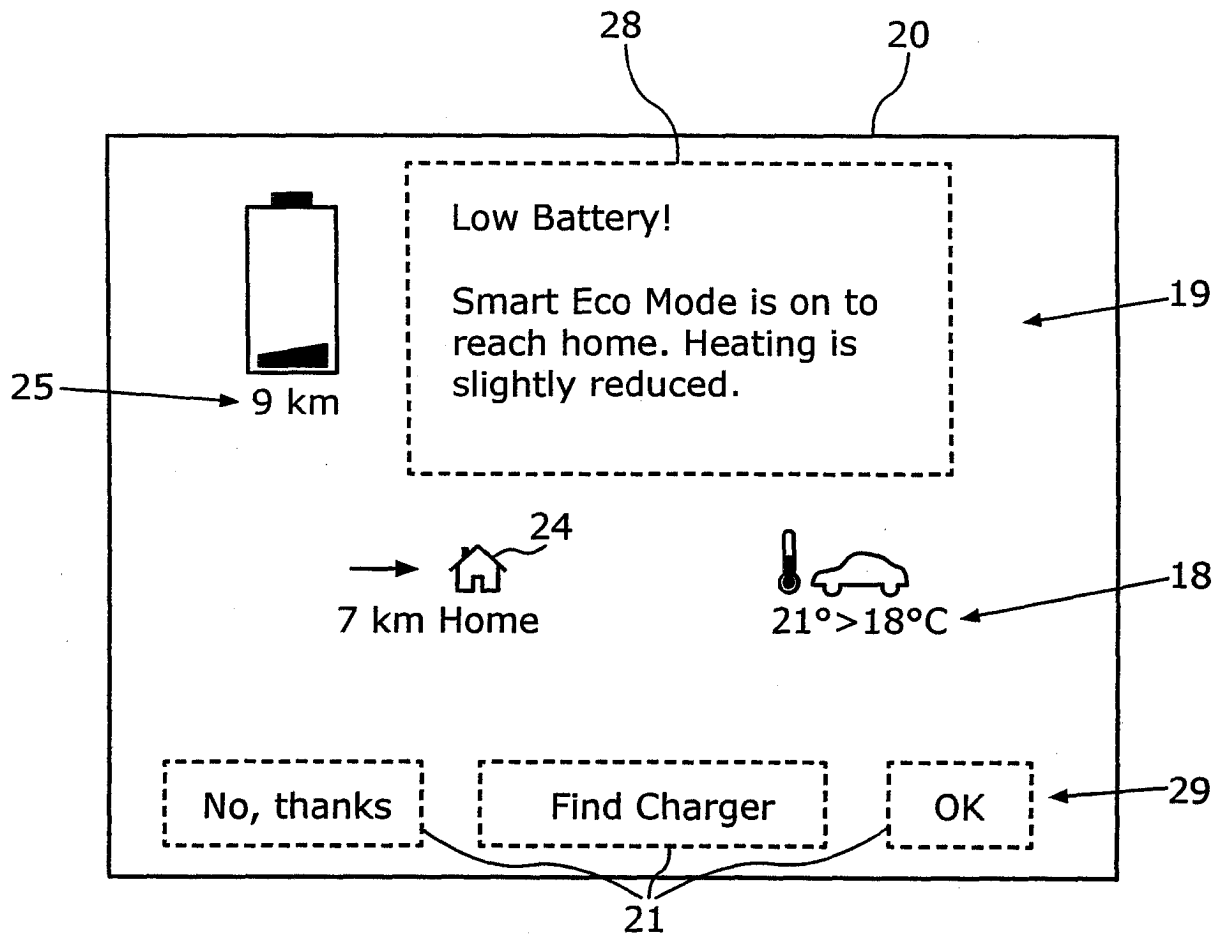 28
20
Low Battery!
Smart Eco Mode is on to
reach home. Heating is
slightly reduced.
19
25
9 km
24
18
7 km Home
21°>18°C
No, thanks
Find Charger
OK
29
21